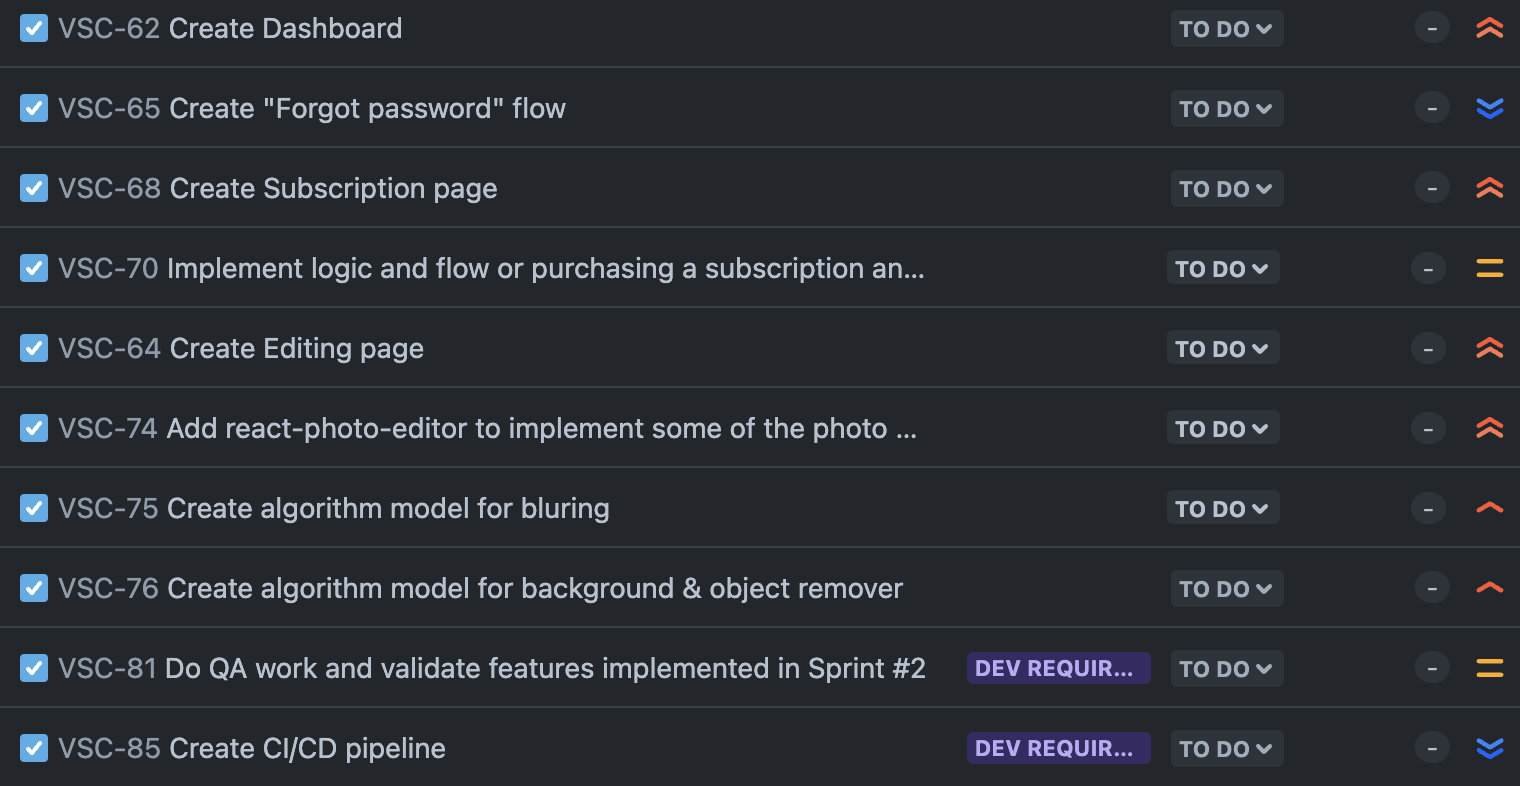 VSC-62 Create Dashboard TO DO -
VSC-65 Create "Forgot password" flow TO DO -
VSC-68 Create Subscription page TO DO -
VSC-70 Implement logic and flow or purchasing a subscription an... TO DO -
VSC-64 Create Editing page TO DO -
VSC-74 Add react-photo-editor to implement some of the photo ... TO DO -
VSC-75 Create algorithm model for bluring TO DO -
VSC-76 Create algorithm model for background & object remover TO DO -
VSC-81 Do QA work and validate features implemented in Sprint #2 DEV REQUIR... TO DO -
VSC-85 Create CI/CD pipeline DEV REQUIR... TO DO -